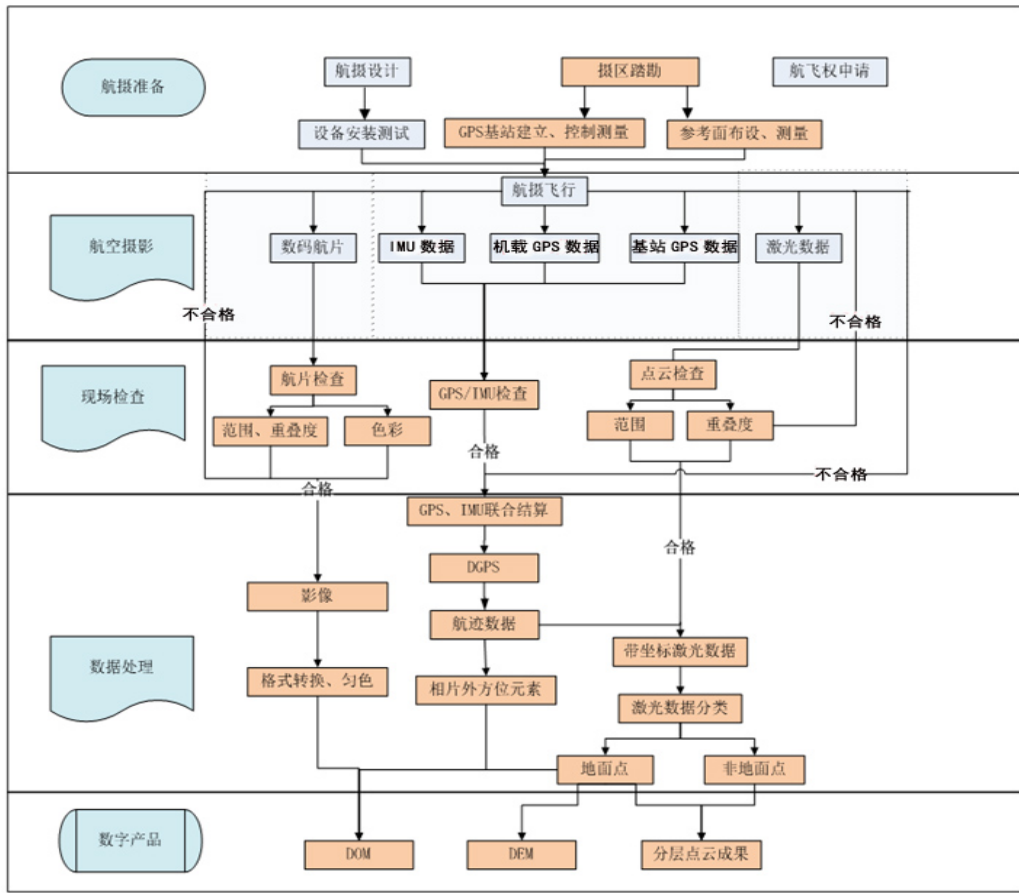 航摄准备
航摄设计
摄区踏勘
航飞权申请
设备安装测试
GPS基站建立、控制测量
参考面布设、测量
航空摄影
航摄飞行
数码航片
IMU 数据
机载 GPS 数据
基站 GPS 数据
激光数据
不合格
不合格
现场检查
航片检查
GPS/IMU检查
点云检查
范围、重叠度
色彩
范围
重叠度
合格
不合格
合格
GPS、IMU联合结算
合格
DGPS
影像
航迹数据
数据处理
带坐标激光数据
格式转换、匀色
相片外方位元素
激光数据分类
地面点
非地面点
数字产品
DOM
DEM
分层点云成果